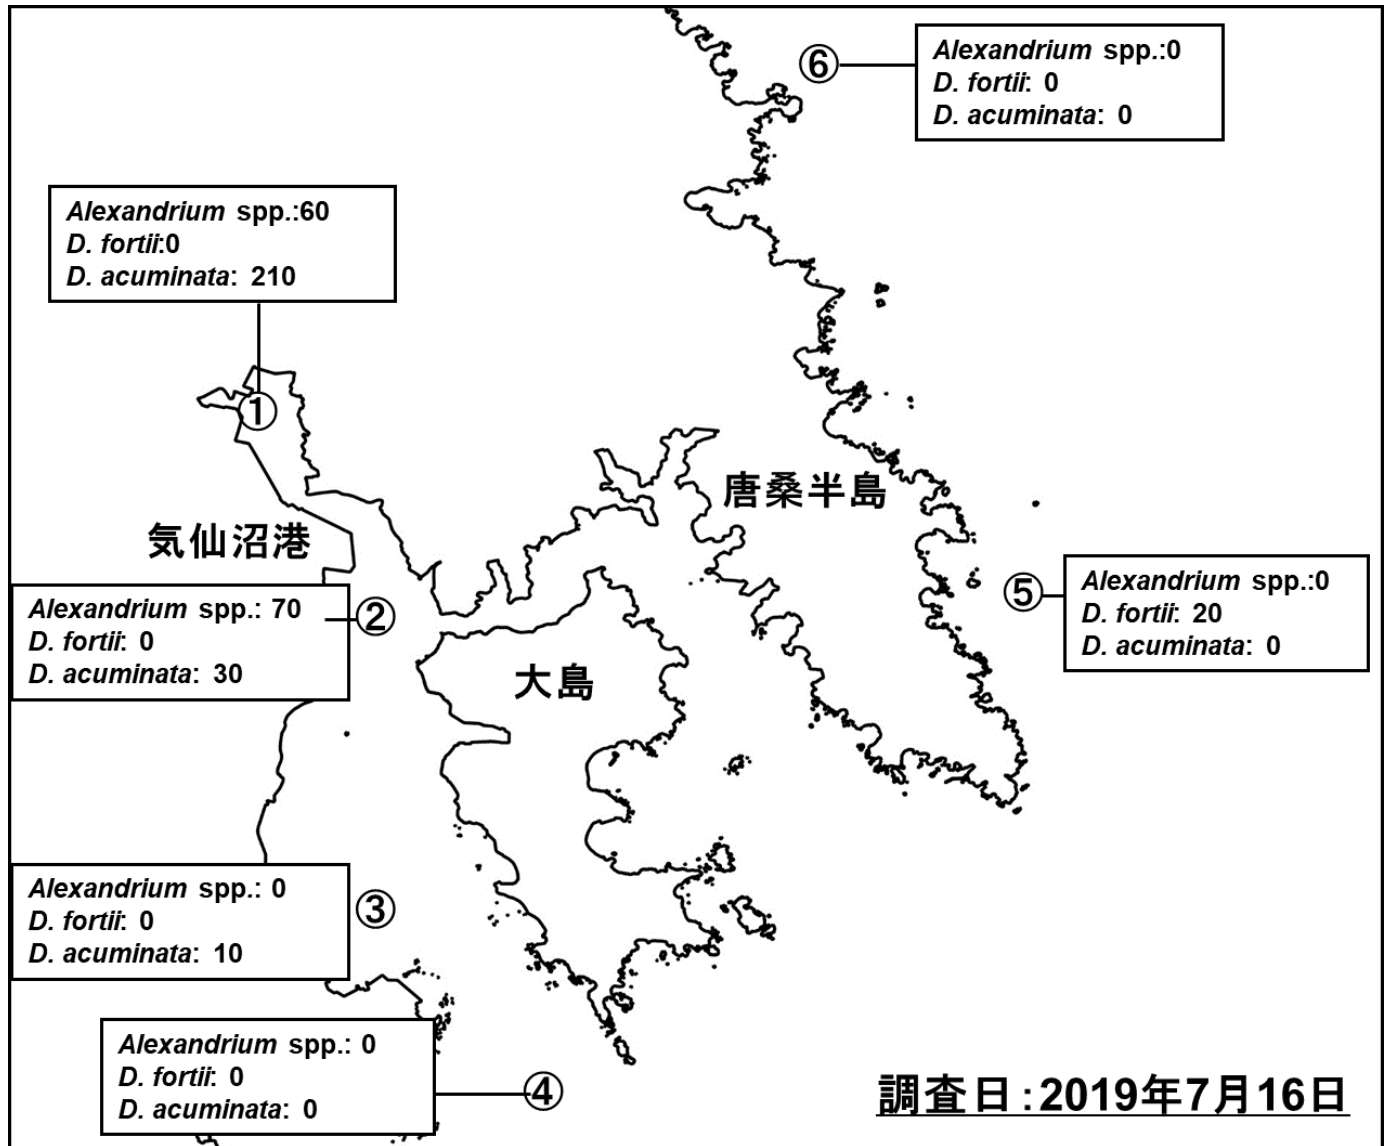 ⑥
Alexandrium spp.:0
D. fortii: 0
D. acuminata: 0
Alexandrium spp.:60
D. fortii:0
D. acuminata: 210
①
唐桑半島
気仙沼港
Alexandrium spp.: 70
D. fortii: 0
D. acuminata: 30
②
⑤
Alexandrium spp.:0
D. fortii: 20
D. acuminata: 0
大島
Alexandrium spp.: 0
D. fortii: 0
D. acuminata: 10
③
Alexandrium spp.: 0
D. fortii: 0
D. acuminata: 0
④
調査日:2019年7月16日